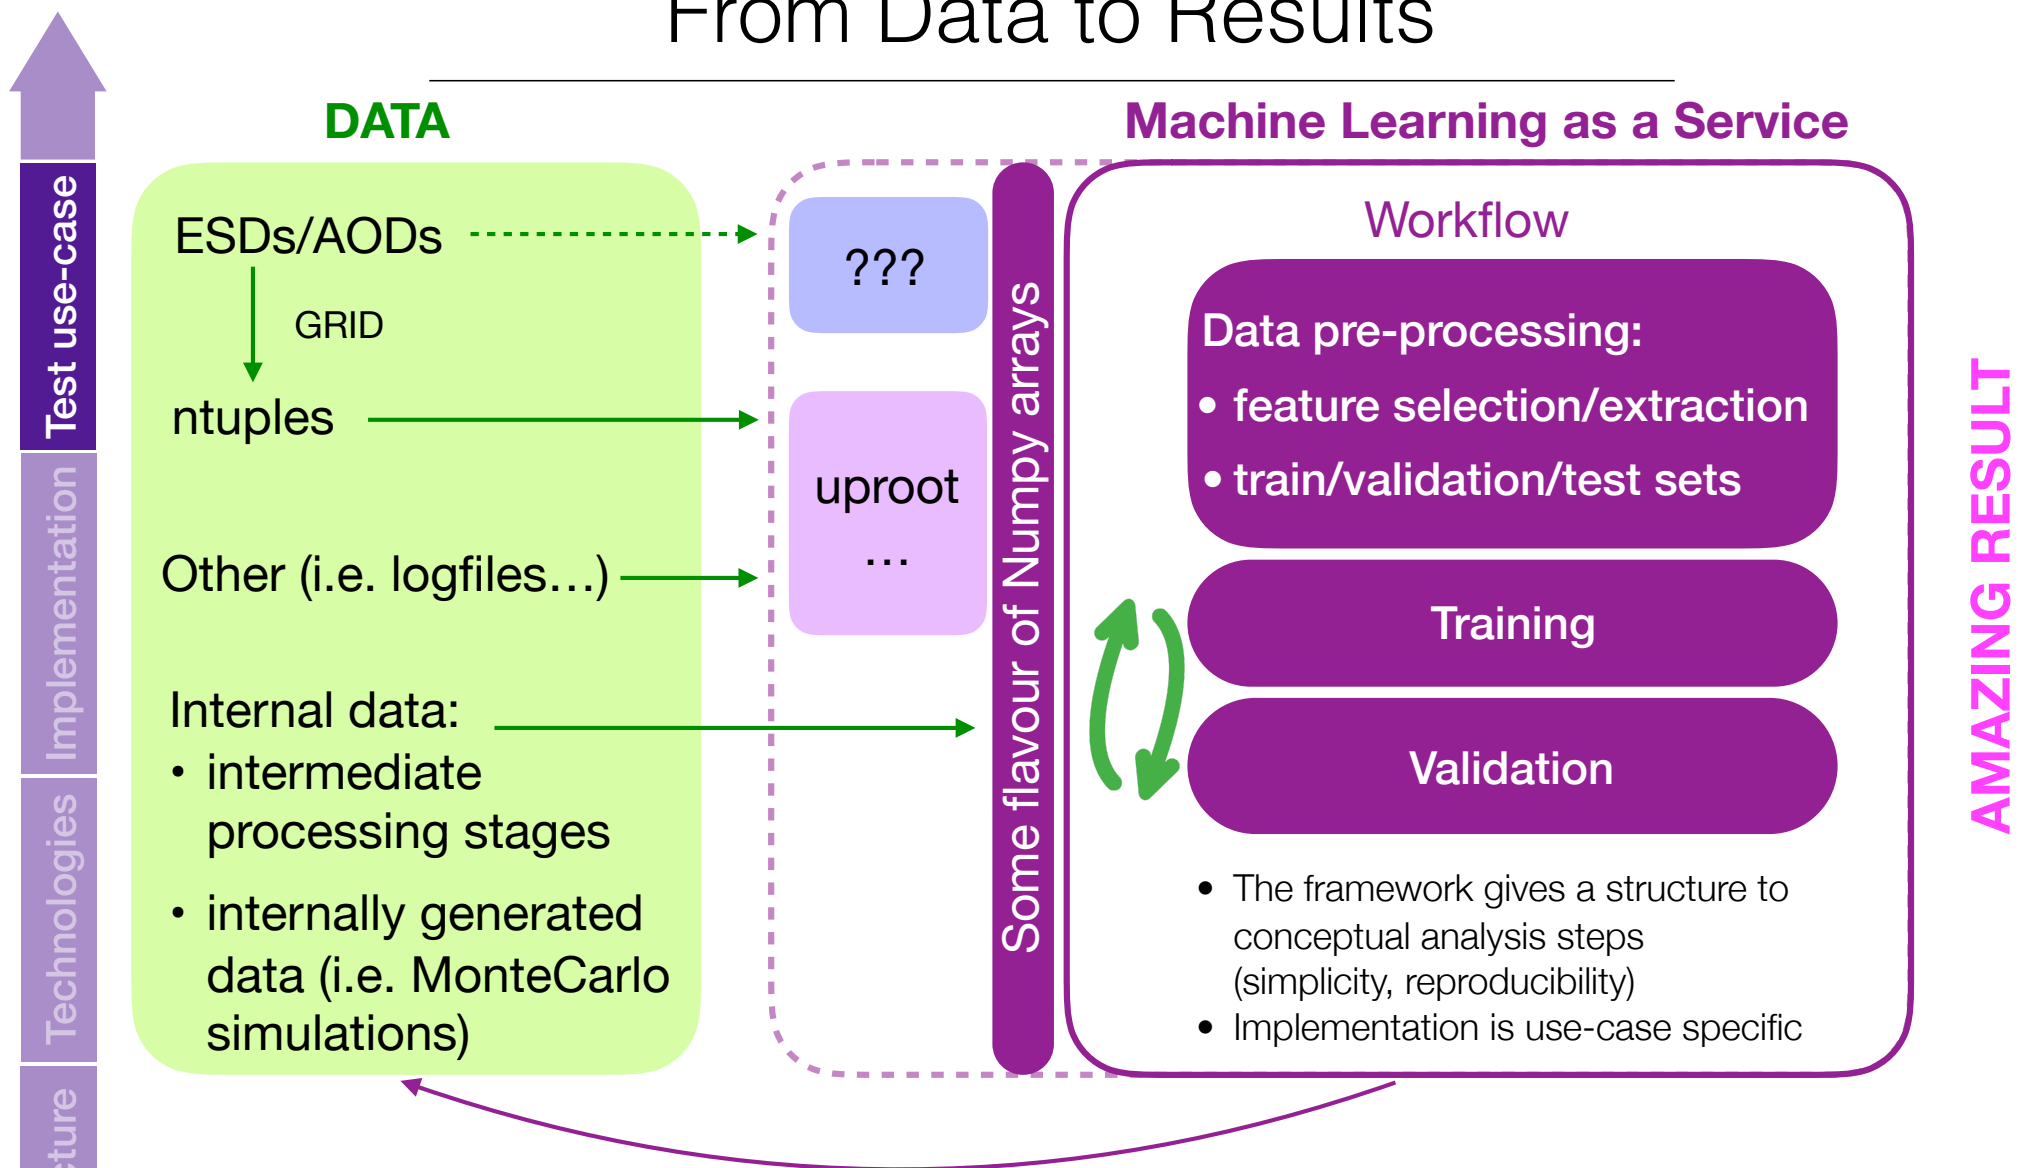 From Data to Results
DATA
Machine Learning as a Service
Test use-case
Implementation
Technologies
ESDs/AODs
GRID
ntuples
Other (i.e. logfiles…)
Internal data:
• intermediate
processing stages
• internally generated
data (i.e. MonteCarlo
simulations)
???
uproot
…
Some flavour of Numpy arrays
Workflow
Data pre-processing:
• feature selection/extraction
• train/validation/test sets
Training
Validation
• The framework gives a structure to
conceptual analysis steps
(simplicity, reproducibility)
• Implementation is use-case specific
AMAZING RESULT